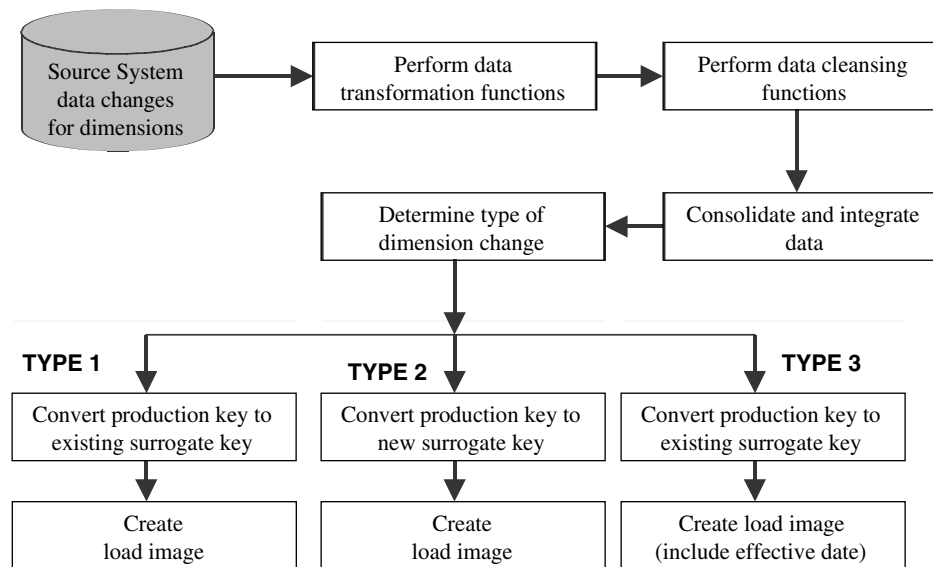 Source System
data changes
for dimensions
Perform data
transformation functions
Perform data cleansing
functions
Determine type of
dimension change
Consolidate and integrate
data
TYPE 1
TYPE 2
TYPE 3
Convert production key to
existing surrogate key
Convert production key to
new surrogate key
Convert production key to
existing surrogate key
Create
load image
Create
load image
Create load image
(include effective date)